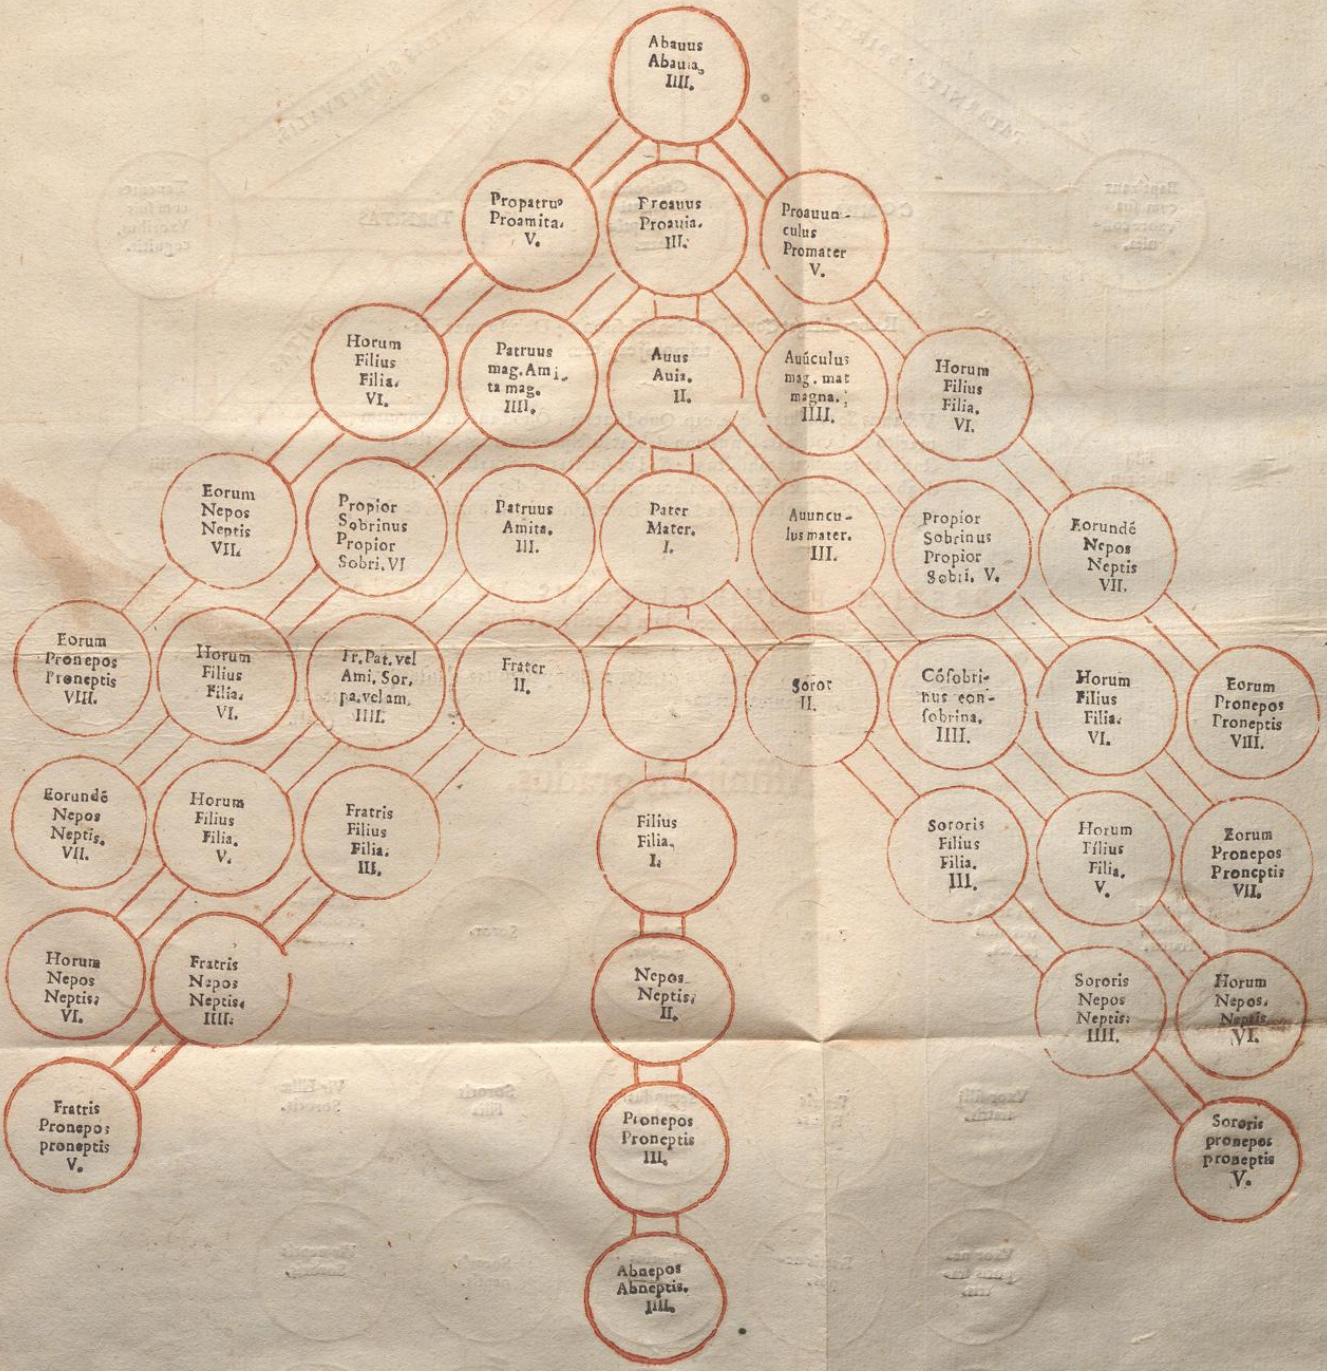 Abauus
Abauia,
IIII.
Propatruº
Proamita.
V.
Proauus
Proauia.
III.
Proauun-
culus
Promater
V.
Horum
Filius
Filia.
VI.
Patruus
mag. Ami-
ta mag.
IIII.
Auus
Auia.
II.
Auúculus
mag. mat
magna.
IIII.
Horum
Filius
Filia.
VI.
Eorum
Nepos
Neptis
VII.
Propior
Sobrinus
Propior
Sobri. VI
Patruus
Amita.
III.
Pater
Mater.
I.
Auuncu-
lus mater.
III.
Propior
Sobrinus
Propior
Sobri. V.
Eorundé
Nepos
Neptis
VII.
Eorum
Pronepos
Proneptis
VIII.
Horum
Filius
Filia.
VI.
Fr. Pat. vel
Ami. Sor.
pa. vel am.
IIII.
Frater
II.
Soror
II.
Cósobri-
nus con-
sobrina.
IIII.
Horum
Filius
Filia.
VI.
Eorum
Pronepos
Proneptis
VIII.
Eorundé
Nepos
Neptis.
VII.
Horum
Filius
Filia.
V.
Fratris
Filius
Filia.
III.
Filius
Filia,
I.
Sororis
Filius
Filia.
III.
Horum
Filius
Filia.
V.
Eorum
Pronepos
Proneptis
VII.
Horum
Nepos
Neptis.
VI.
Fratris
Nepos
Neptis.
IIII.
Nepos
Neptis.
II.
Sororis
Nepos
Neptis.
IIII.
Horum
Nepos.
Neptis
VI.
Fratris
Pronepos
proneptis
V.
Pronepos
Proneptis
III.
Sororis
pronepos
proneptis
V.
Abnepos
Abneptis.
IIII.